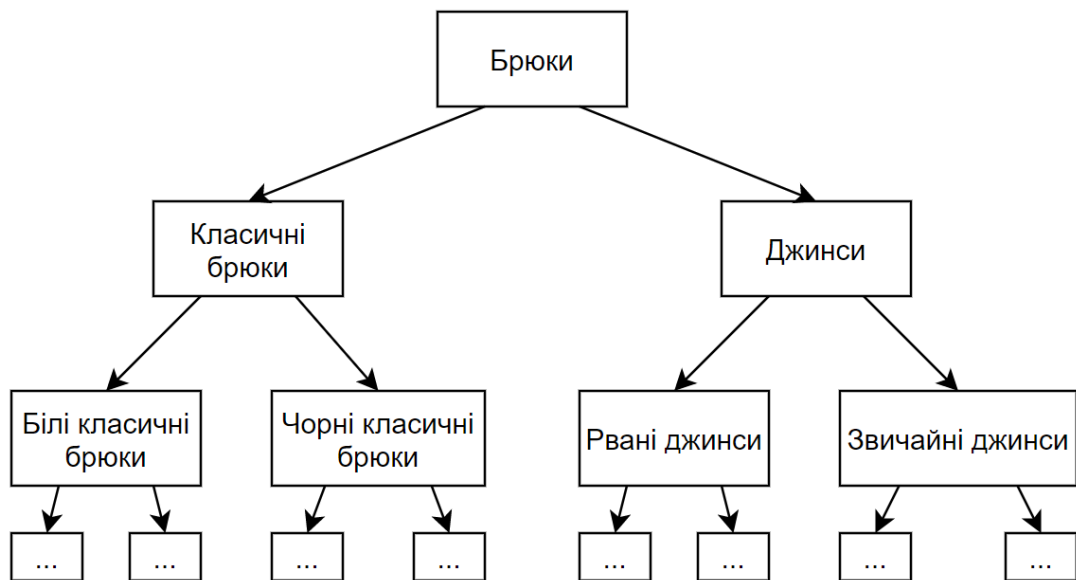 Брюки
Класичні
брюки
Джинси
Білі класичні
брюки
Чорні класичні
брюки
Рвані джинси
Звичайні джинси
...
...
...
...
...
...
...
...